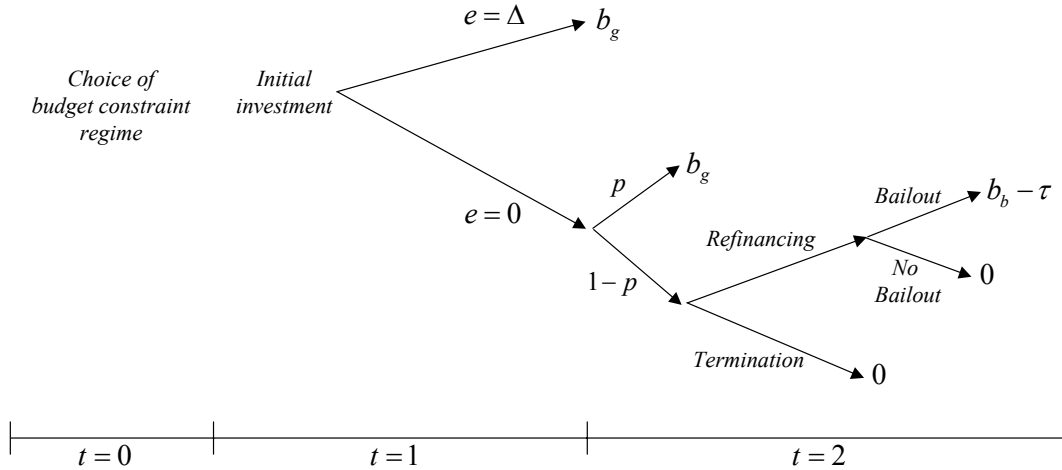 e = Δ
b_g
Choice of
budget constraint
regime
Initial
investment
p
b_g
e = 0
Bailout
b_b − τ
Refinancing
1 − p
No
Bailout
0
Termination
0
t = 0
t = 1
t = 2